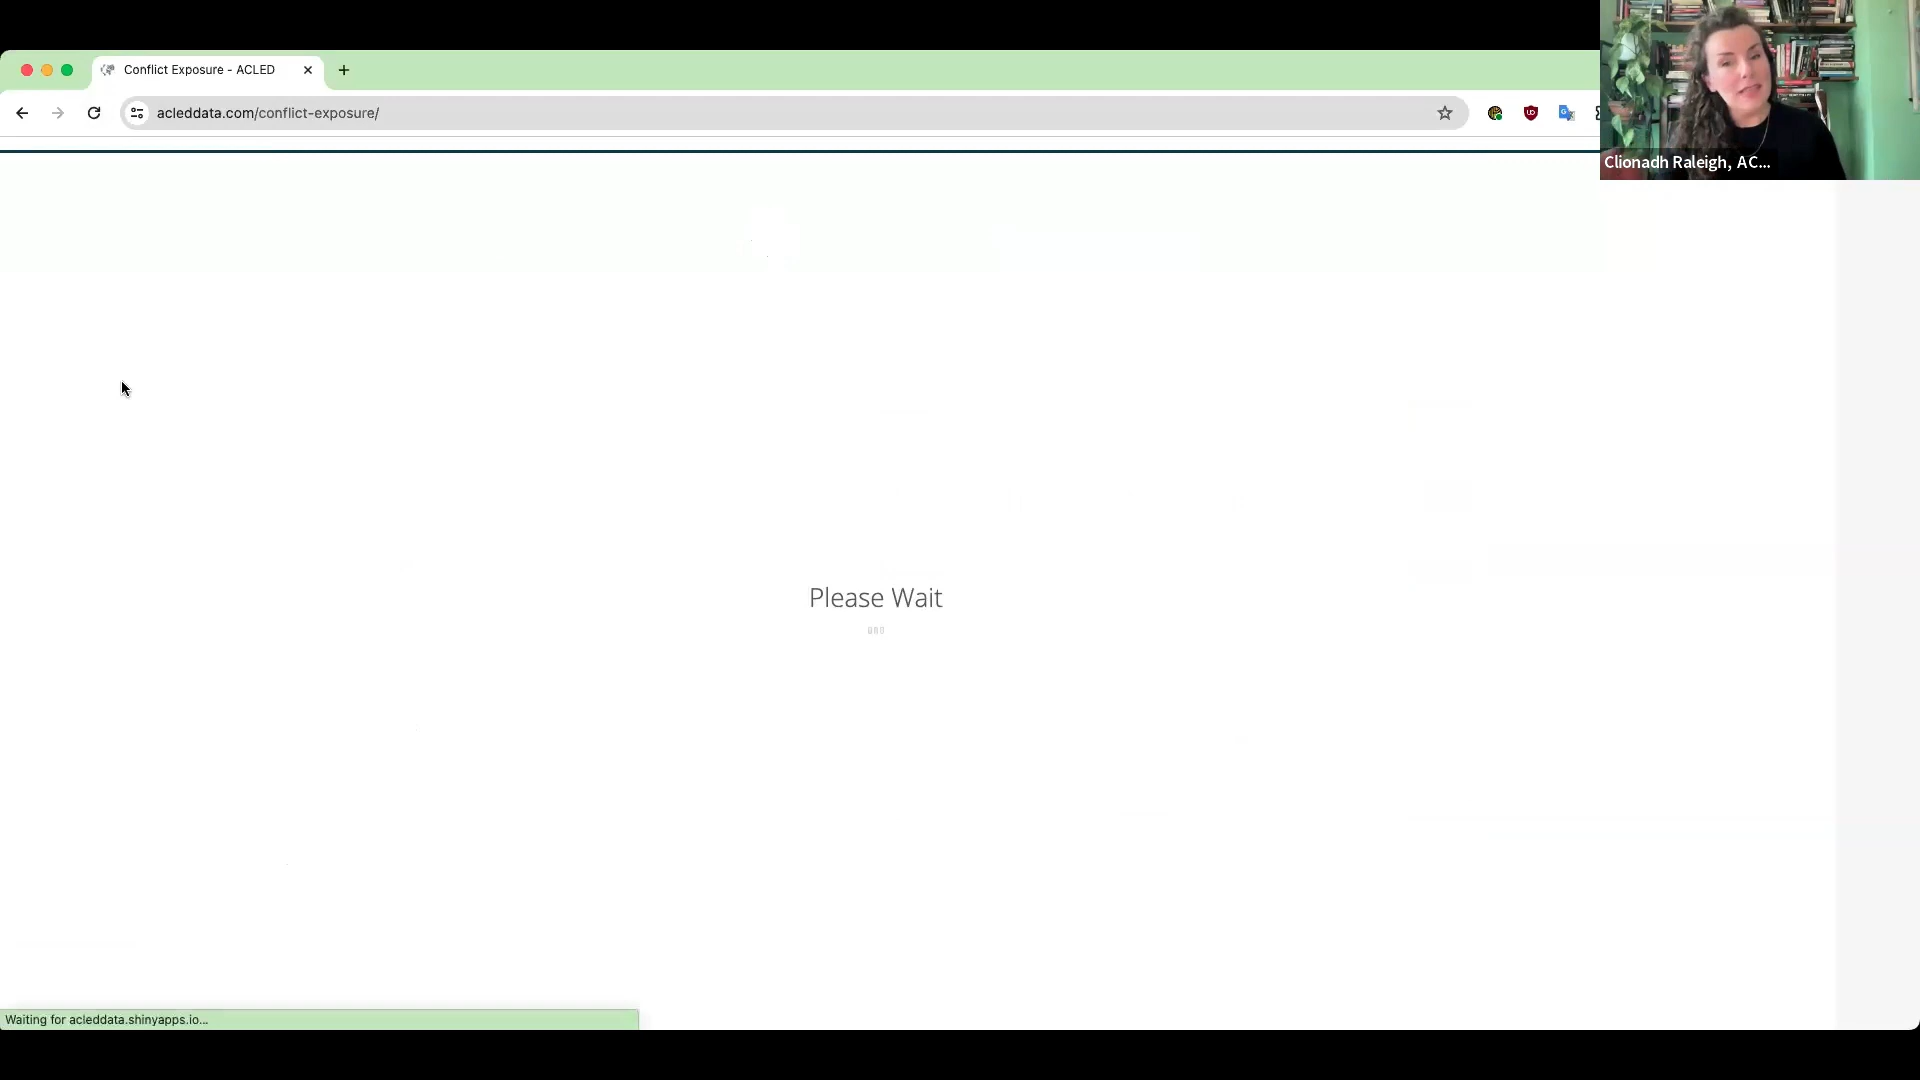 Conflict Exposure - ACLED
acleddata.com/conflict-exposure/
Clionadh Raleigh, AC...
Please Wait
Waiting for acleddata.shinyapps.io...